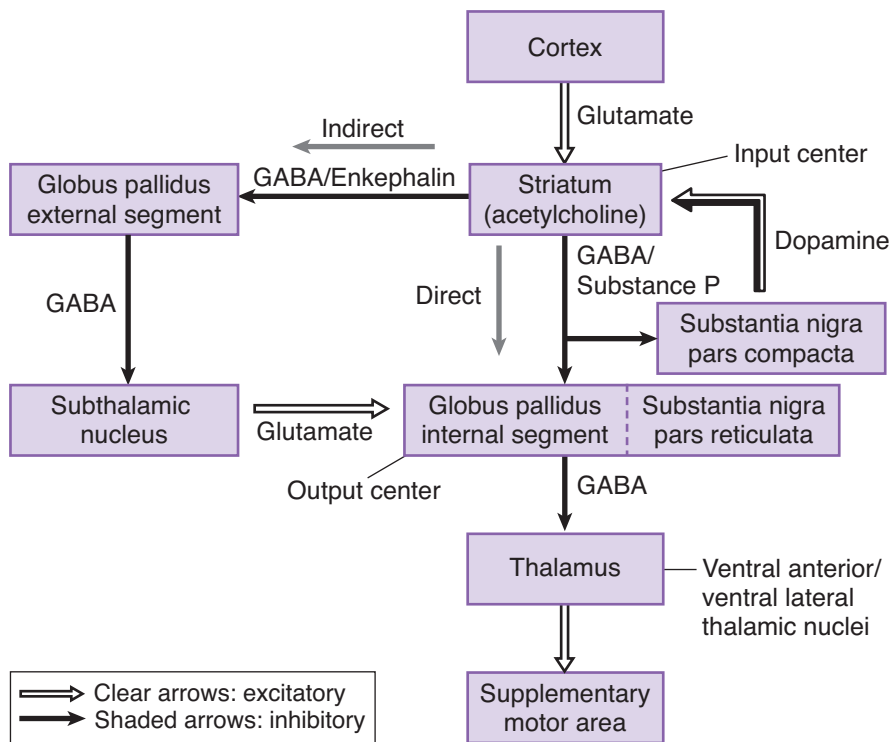 Cortex
Glutamate
Indirect
Input center
Globus pallidus
external segment
GABA/Enkephalin
Striatum
(acetylcholine)
Dopamine
GABA/
Substance P
Direct
GABA
Substantia nigra
pars compacta
Subthalamic
nucleus
Glutamate
Globus pallidus
internal segment
Substantia nigra
pars reticulata
Output center
GABA
Thalamus
Ventral anterior/
ventral lateral
thalamic nuclei
Clear arrows: excitatory
Shaded arrows: inhibitory
Supplementary
motor area